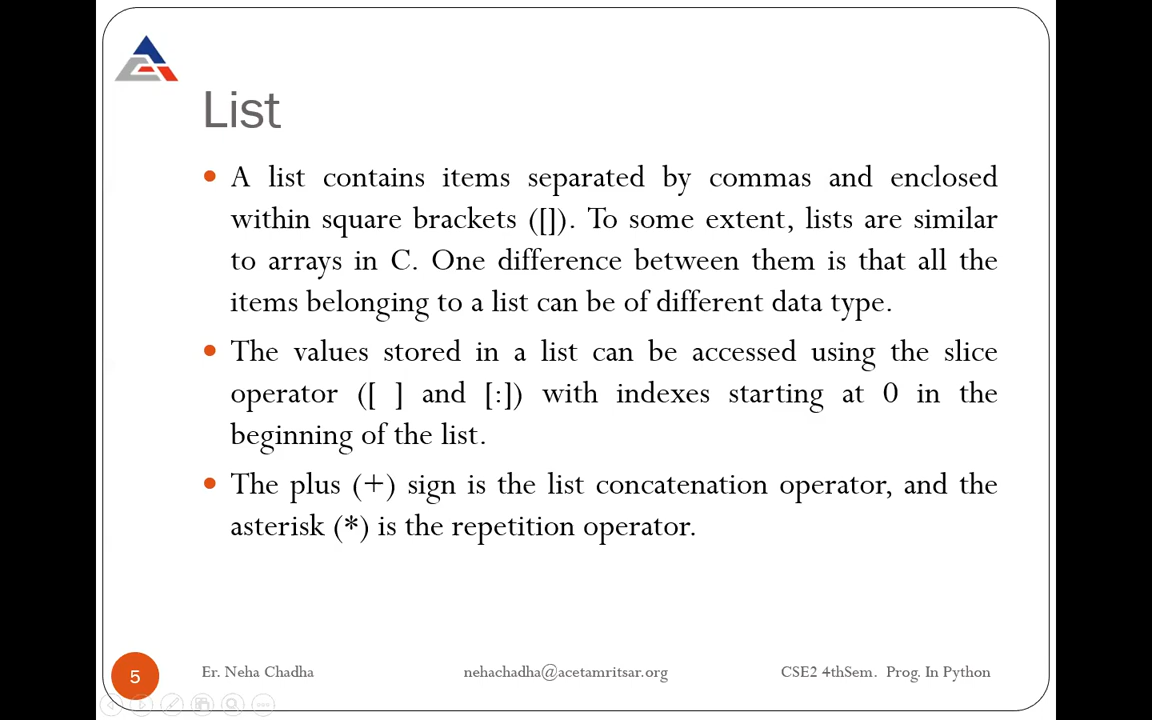 List
A list contains items separated by commas and enclosed
within square brackets ([]). To some extent, lists are similar
to arrays in C. One difference between them is that all the
items belonging to a list can be of different data type.
The values stored in a list can be accessed using the slice
operator ([ ] and [:]) with indexes starting at 0 in the
beginning of the list.
The plus (+) sign is the list concatenation operator, and the
asterisk (*) is the repetition operator.
5
Er. Neha Chadha
nehachadha@acetamritsar.org
CSE2 4thSem. Prog. In Python